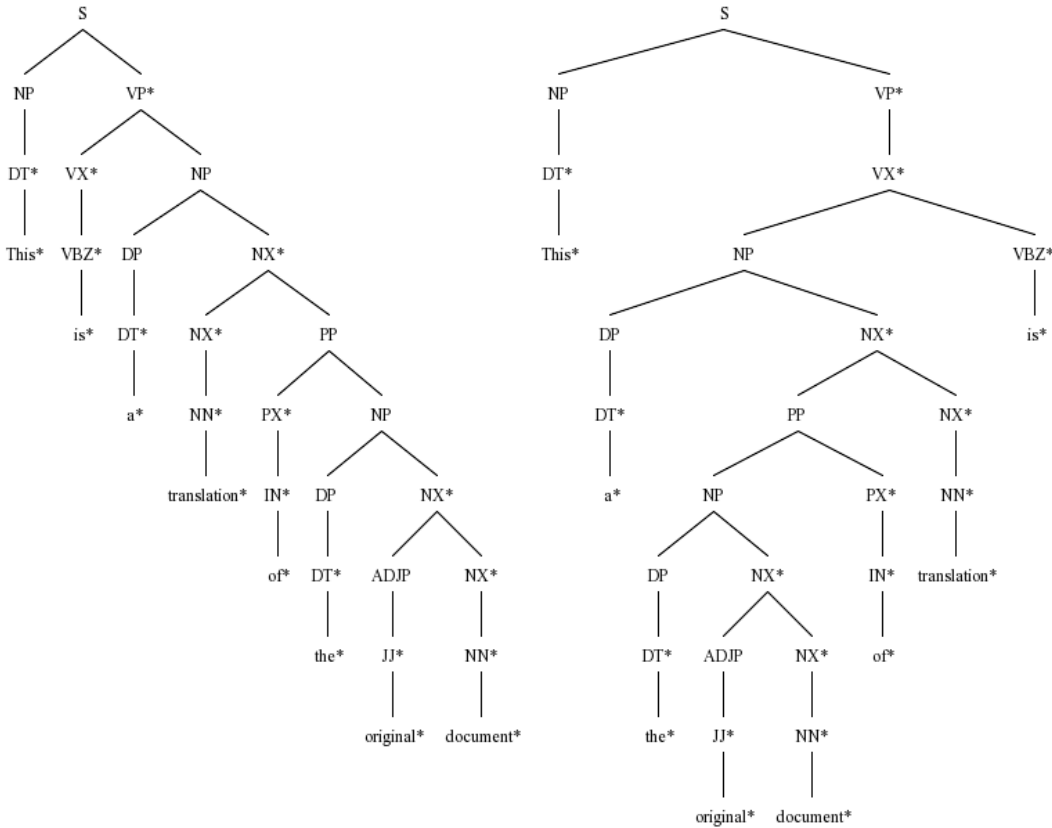 S S
NP VP* NP VP*
DT* VX* NP DT* VX*
This* VBZ* DP NX* This* NP VBZ*
is* DT* NX* PP DP NX* is*
a* NN* PX* NP DT* PP NX*
translation* IN* DP NX* a* NP PX* NN*
of* DT* ADJP NX* DP NX* IN* translation*
the* JJ* NN* DT* ADJP NX* of*
original* document* the* JJ* NN*
original* document*